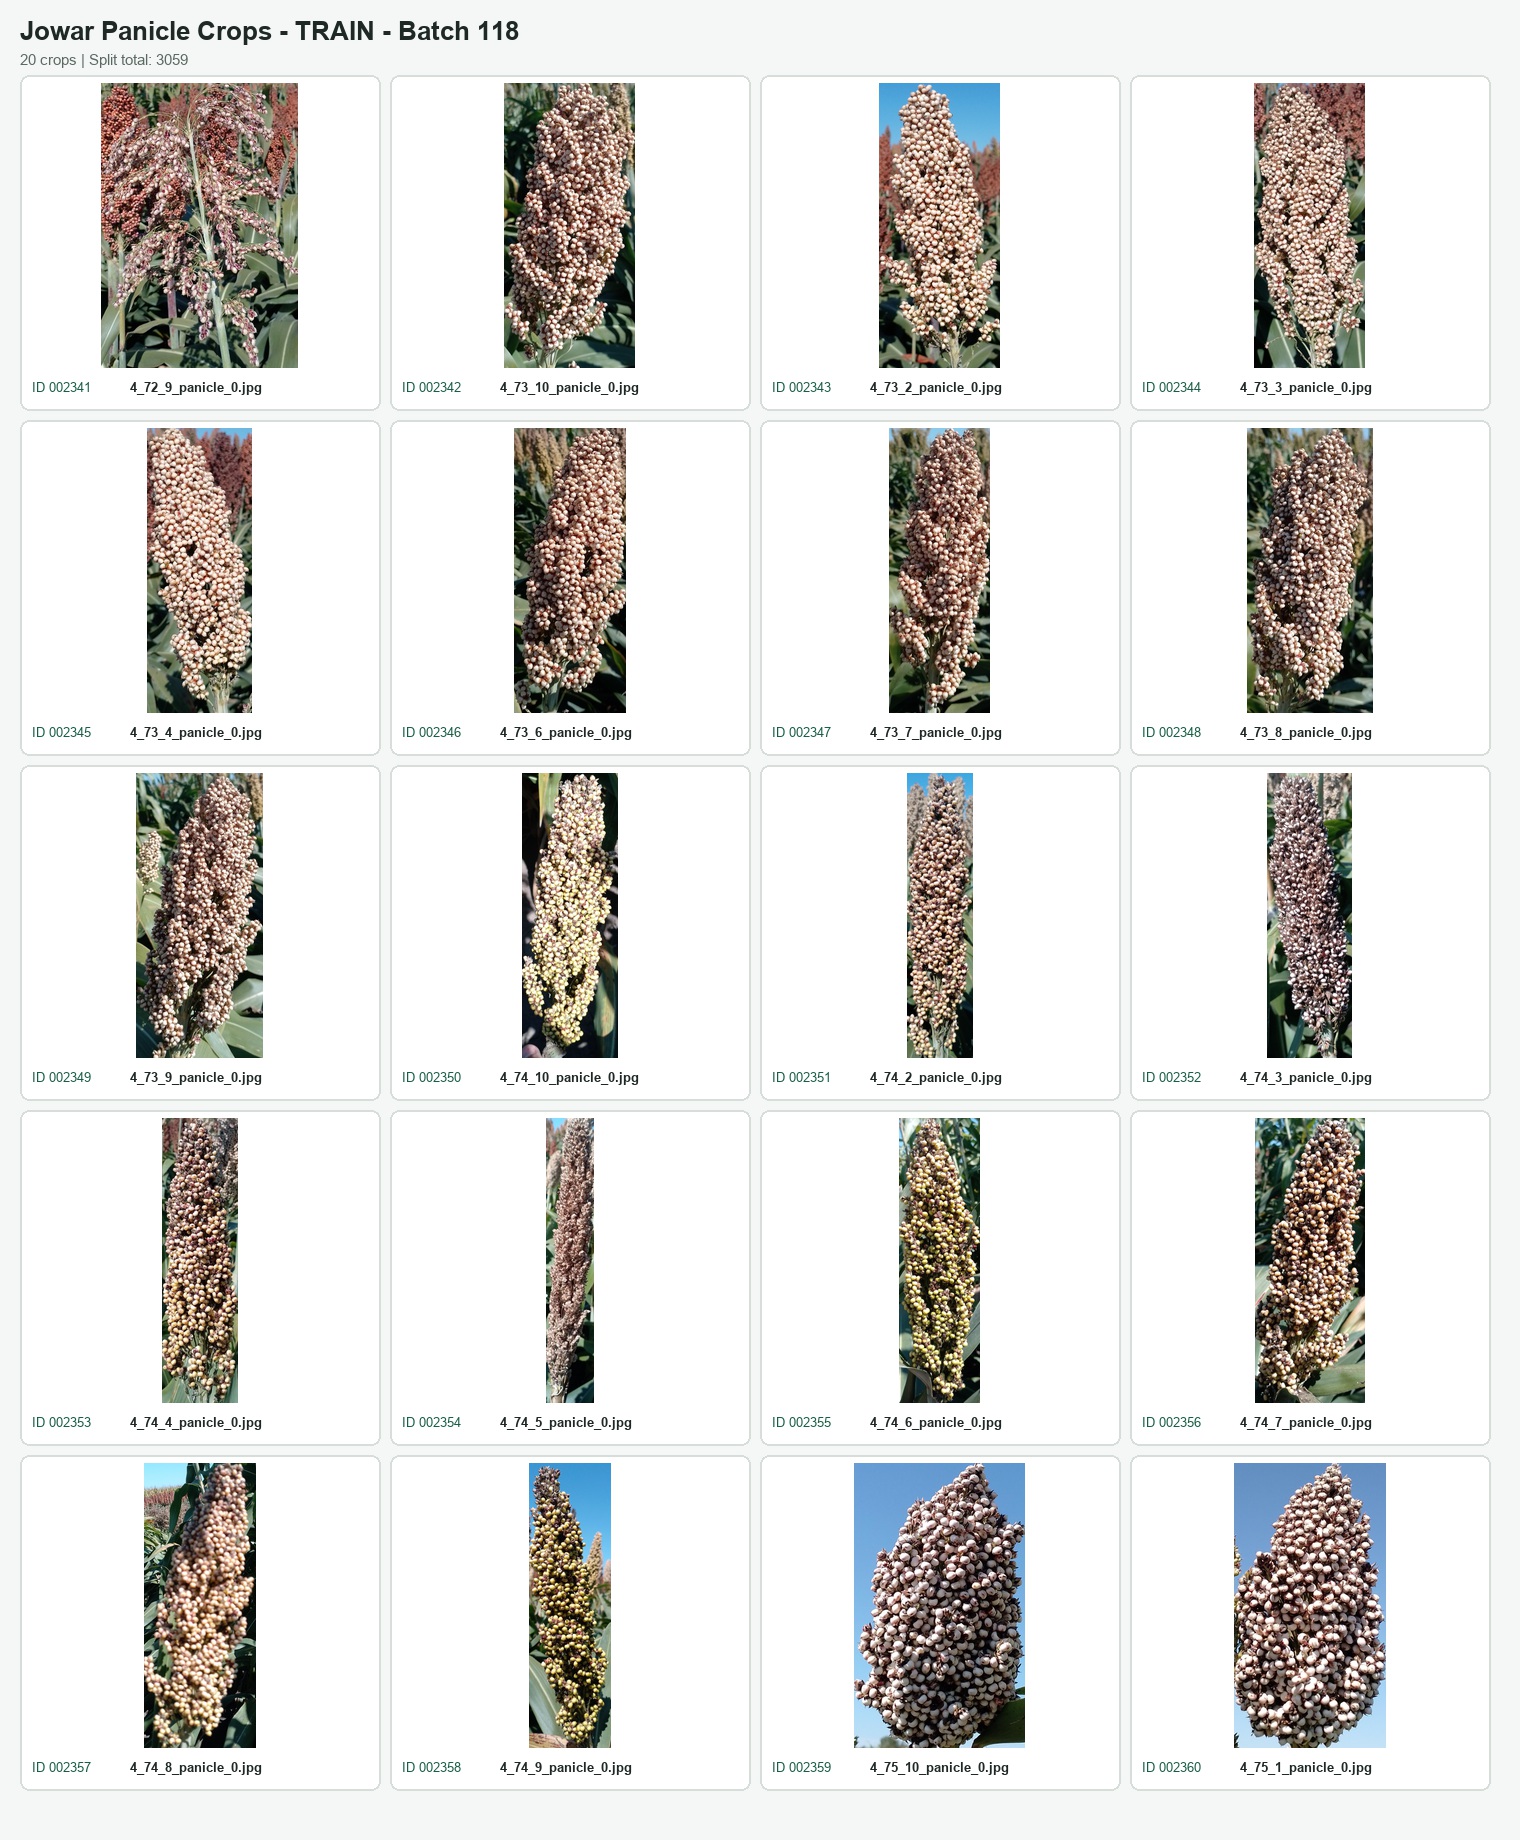 Jowar Panicle Crops - TRAIN - Batch 118
20 crops | Split total: 3059
ID 002341 4_72_9_panicle_0.jpg
ID 002342 4_73_10_panicle_0.jpg
ID 002343 4_73_2_panicle_0.jpg
ID 002344 4_73_3_panicle_0.jpg
ID 002345 4_73_4_panicle_0.jpg
ID 002346 4_73_6_panicle_0.jpg
ID 002347 4_73_7_panicle_0.jpg
ID 002348 4_73_8_panicle_0.jpg
ID 002349 4_73_9_panicle_0.jpg
ID 002350 4_74_10_panicle_0.jpg
ID 002351 4_74_2_panicle_0.jpg
ID 002352 4_74_3_panicle_0.jpg
ID 002353 4_74_4_panicle_0.jpg
ID 002354 4_74_5_panicle_0.jpg
ID 002355 4_74_6_panicle_0.jpg
ID 002356 4_74_7_panicle_0.jpg
ID 002357 4_74_8_panicle_0.jpg
ID 002358 4_74_9_panicle_0.jpg
ID 002359 4_75_10_panicle_0.jpg
ID 002360 4_75_1_panicle_0.jpg